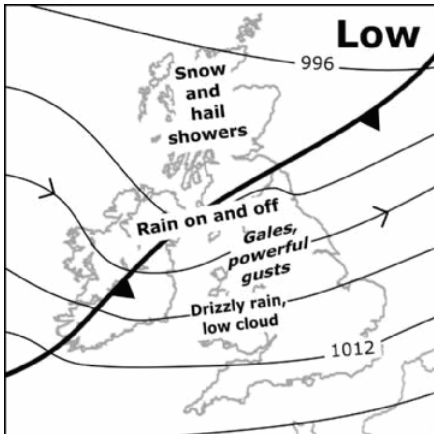 Low
996
Snow
and
hail
showers
Rain on and off
Gales,
powerful
gusts
Drizzly rain,
low cloud
1012